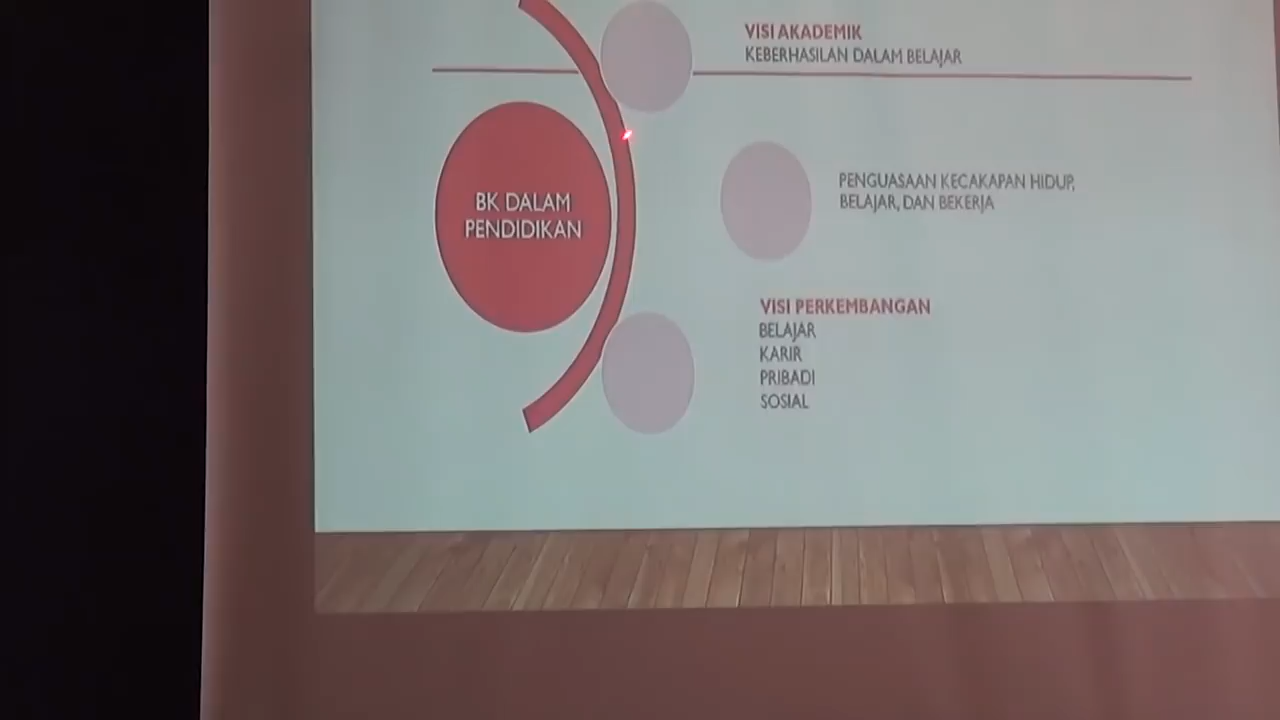 VISI AKADEMIK
KEBERHASILAN DALAM BELAJAR
BK DALAM
PENDIDIKAN
PENGUASAAN KECAKAPAN HIDUP,
BELAJAR, DAN BEKERJA
VISI PERKEMBANGAN
BELAJAR
KARIR
PRIBADI
SOSIAL